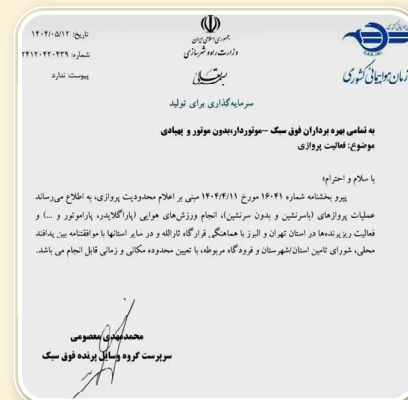 جمهوری اسلامی ایران
وزارت راه و شهرسازی
سازمان هواپیمائی کشوری
تاریخ: ۱۴۰۴/۰۵/۱۲
شماره: ۲۴۱۲۰۴۲۰۴۳۹
پیوست: ندارد
سرمایه‌گذاری برای تولید
به تمامی بهره برداران فوق سبک –موتوردار،بدون موتور و پهپادی
موضوع: فعالیت پروازی
با سلام و احترام؛
پیرو بخشنامه شماره ۱۶۰۴۱ مورخ ۱۴۰۴/۴/۱۱ مبنی بر اعلام محدودیت پروازی، به اطلاع می‌رساند
عملیات پروازهای (باسرنشین و بدون سرنشین)، انجام ورزش‌های هوایی (پاراگلایدر، پاراموتور و ...) و
فعالیت ریزپرنده‌ها در استان تهران و البرز با هماهنگی قرارگاه ثارالله و در سایر استانها با موافقتنامه بین پدافند
محلی، شورای تامین استان/شهرستان و فرودگاه مربوطه، با تعیین محدوده مکانی و زمانی قابل انجام می باشد.
محمدمهدی معصومی
سرپرست گروه وسایل پرنده فوق سبک